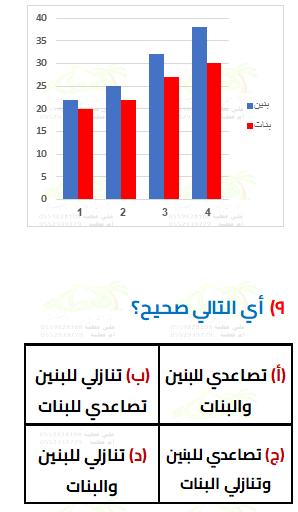 40
35
30
25
20
15
10
5
0
1 2 3 4
بنين
بنات
٩) أي التالي صحيح؟
(أ) تصاعدي للبنين
والبنات
(ب) تنازلي للبنين
تصاعدي للبنات
(ج) تصاعدي للبنين
وتنازلي البنات
(د) تنازلي للبنين
والبنات